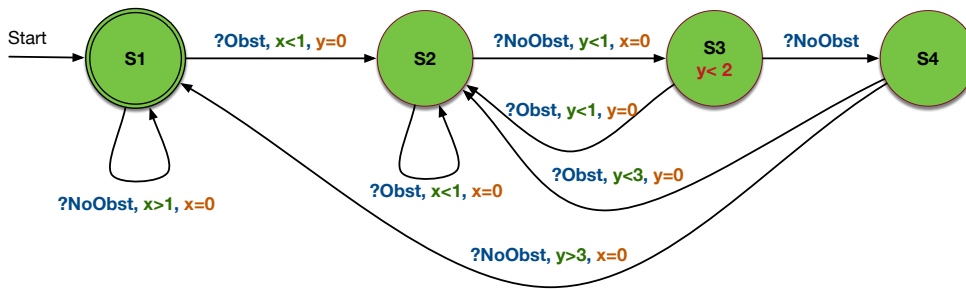 Start
S1
?Obst, x<1, y=0
S2
?NoObst, y<1, x=0
S3
y< 2
?NoObst
S4
?Obst, y<1, y=0
?Obst, y<3, y=0
?Obst, x<1, x=0
?NoObst, x>1, x=0
?NoObst, y>3, x=0